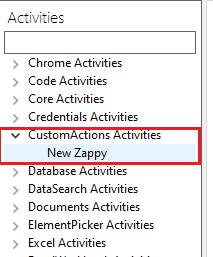 Activities
Chrome Activities
Code Activities
Core Activities
Credentials Activities
CustomActions Activities
New Zappy
Database Activities
DataSearch Activities
Documents Activities
ElementPicker Activities
Excel Activities